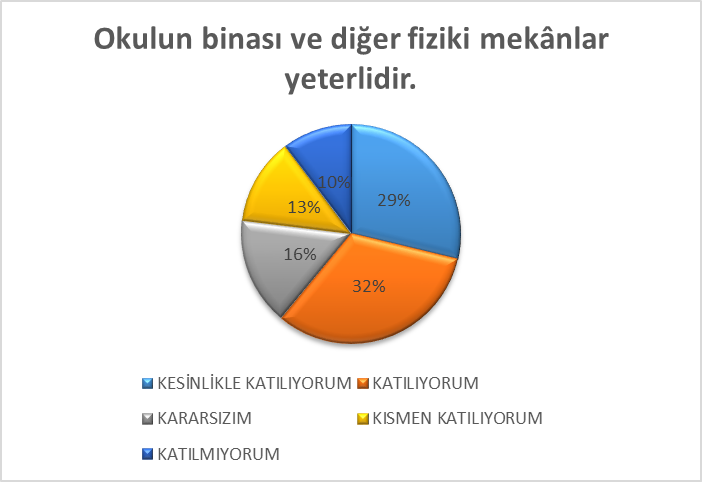 Okulun binası ve diğer fiziki mekânlar
yeterlidir.
10%
29%
13%
16%
32%
KESİNLİKLE KATILIYORUM
KATILIYORUM
KARARSIZIM
KISMEN KATILIYORUM
KATILMIYORUM